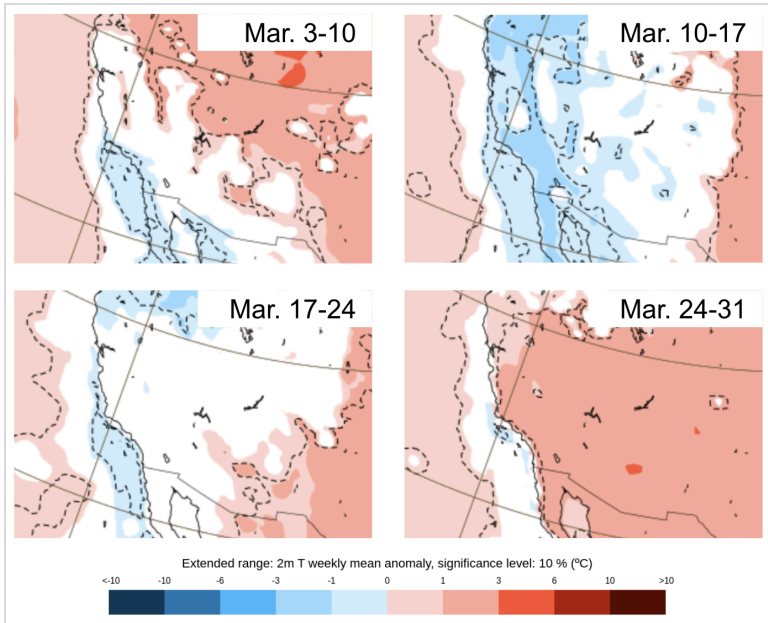 Mar. 3-10
Mar. 10-17
Mar. 17-24
Mar. 24-31
Extended range: 2m T weekly mean anomaly, significance level: 10 % (ºC)
<-10 -10 -6 -3 -1 0 1 3 6 10 >10